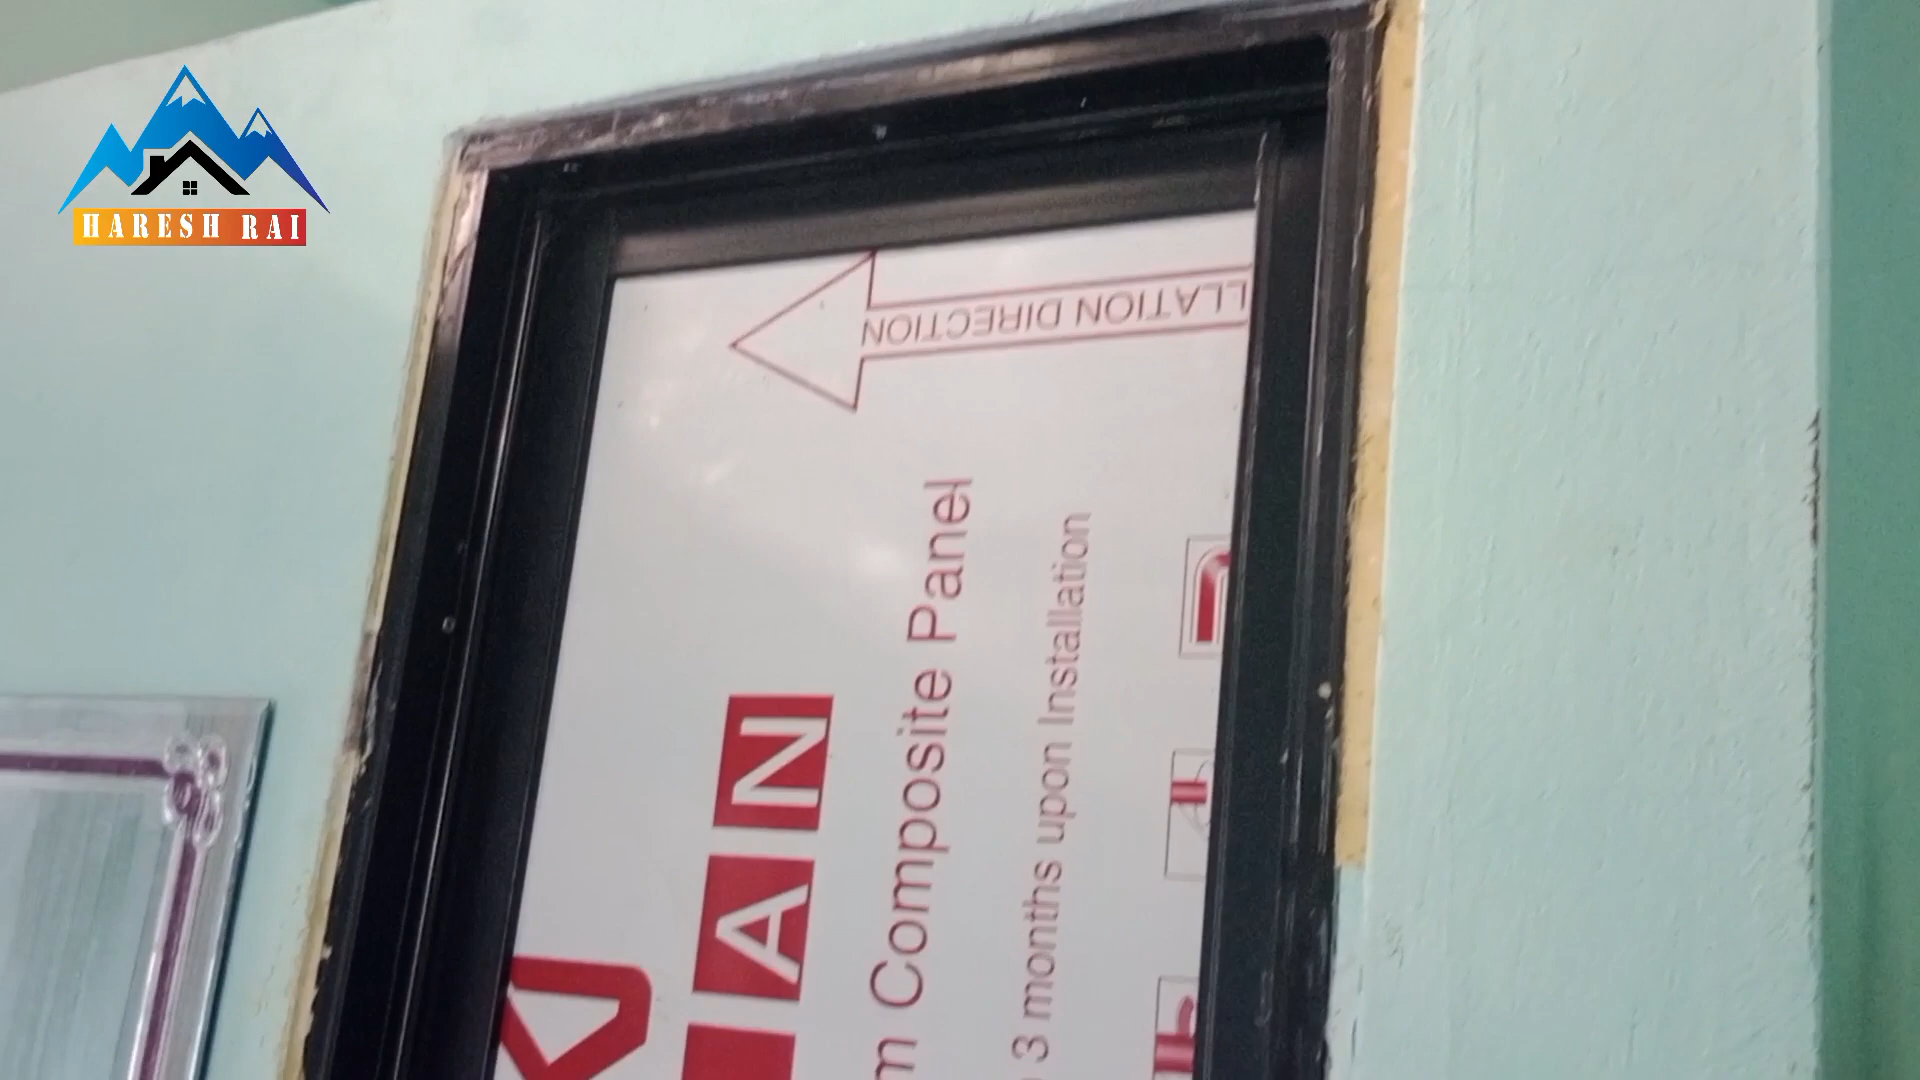 HARESH RAI
LLATION DIRECTION
AN
m Composite Panel
3 months upon Installation